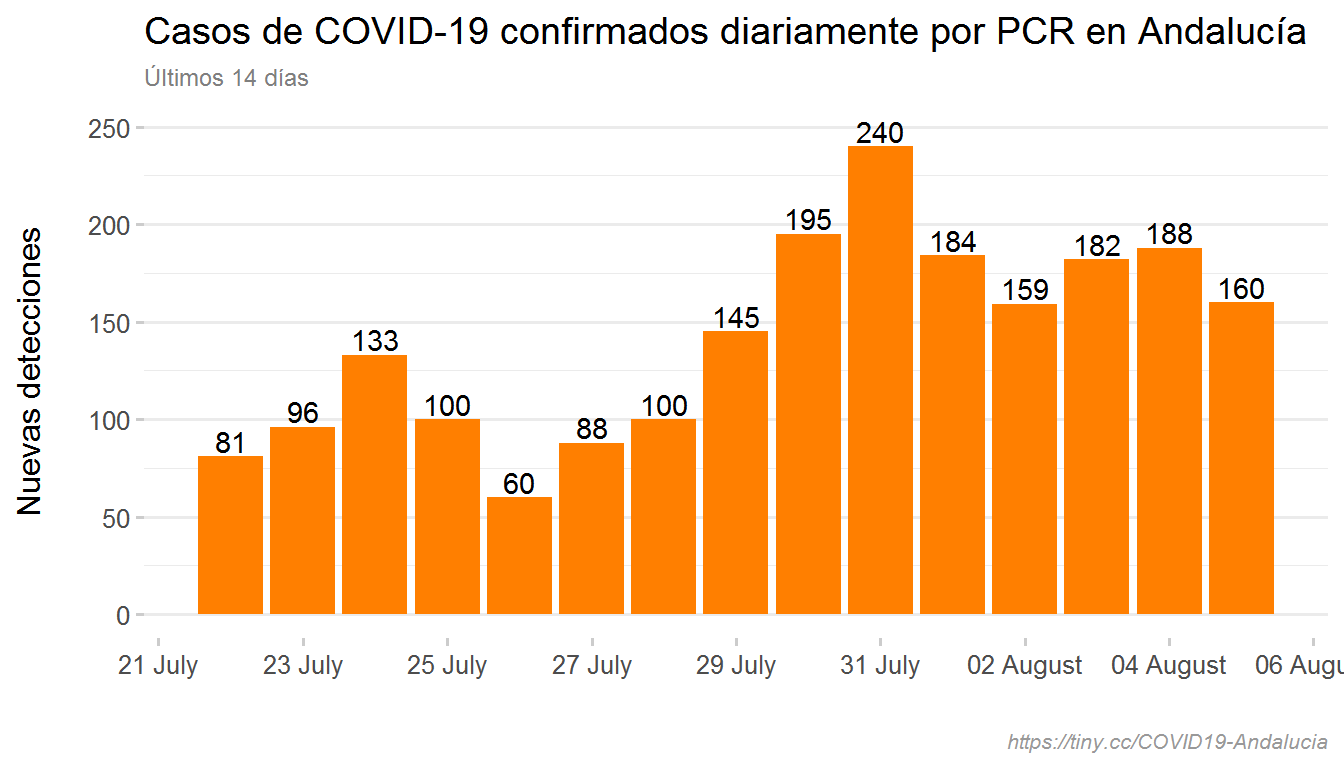 Casos de COVID-19 confirmados diariamente por PCR en Andalucía
Últimos 14 días
Nuevas detecciones
250
200
150
100
50
0
81
96
133
100
60
88
100
145
195
240
184
159
182
188
160
21 July
23 July
25 July
27 July
29 July
31 July
02 August
04 August
06 Augu
https://tiny.cc/COVID19-Andalucia